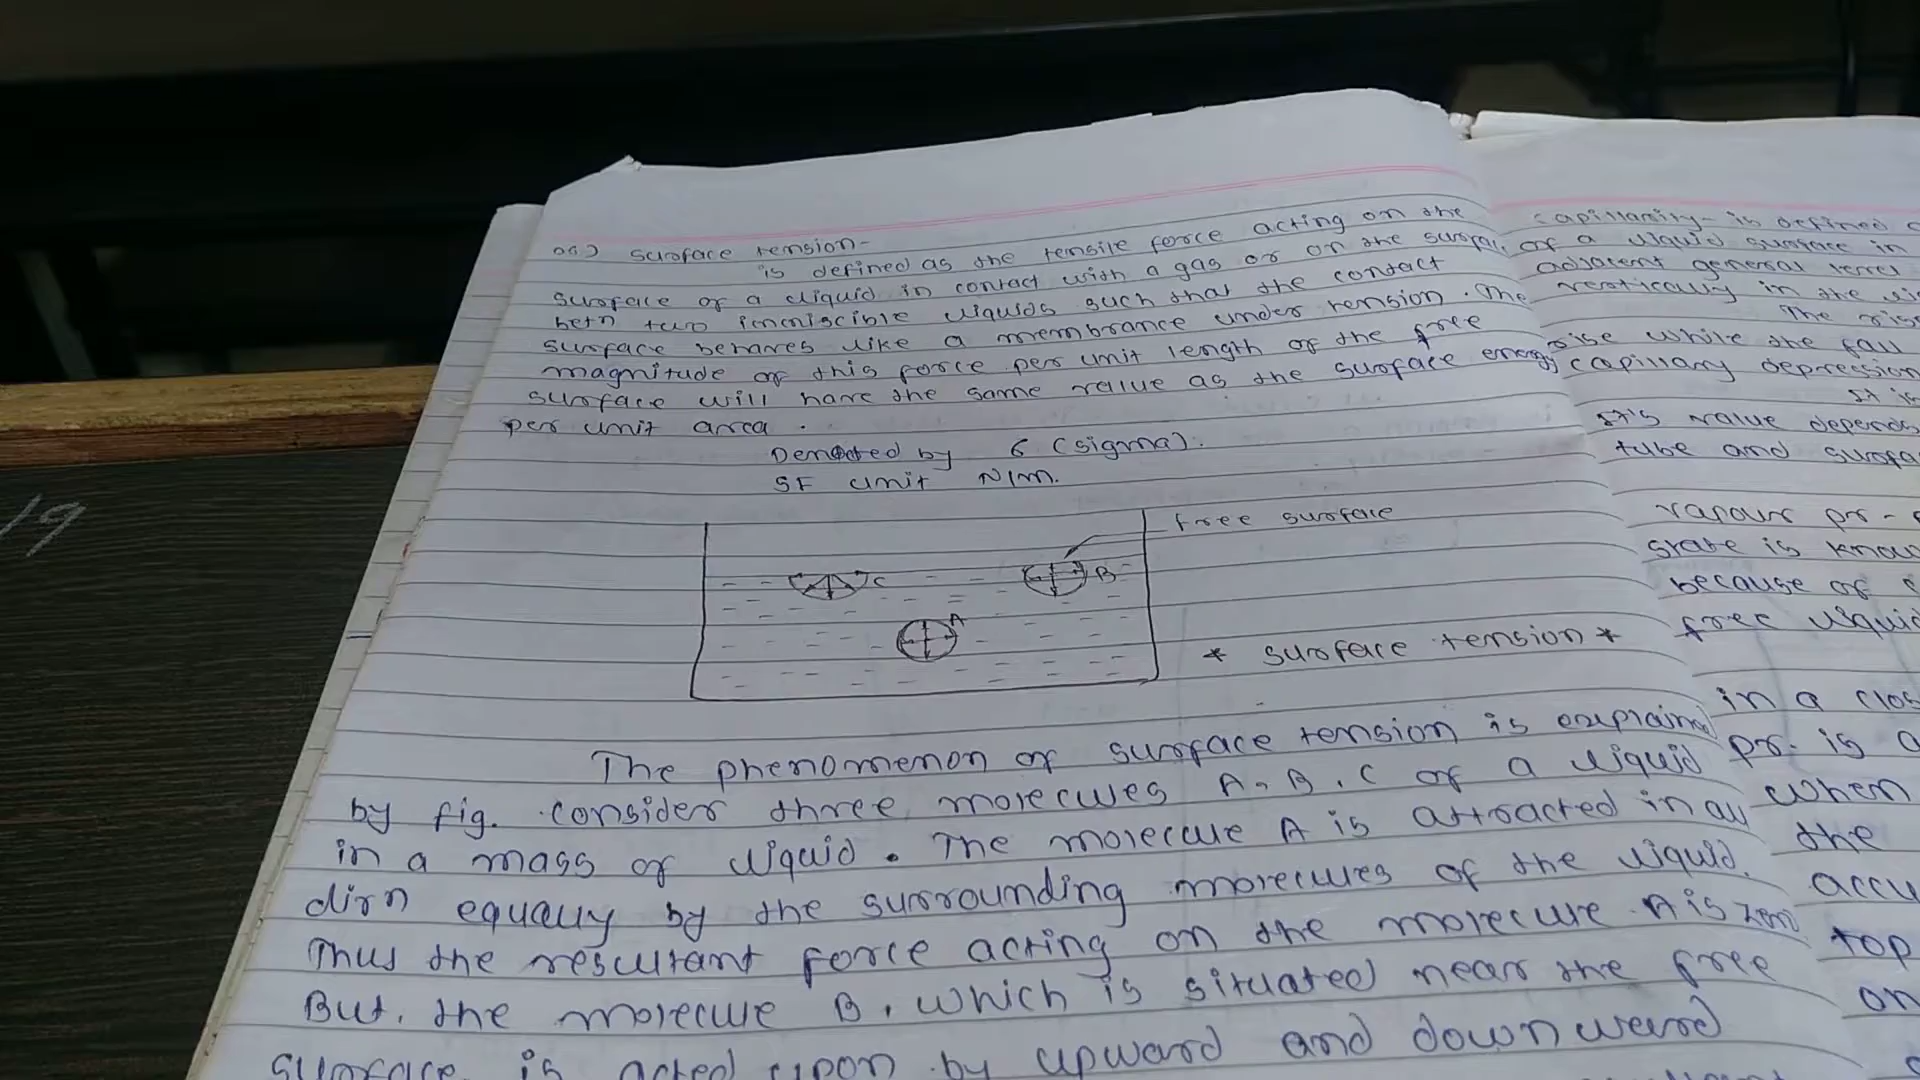 06) Surface tension-
is defined as the tensile force acting on the
surface of a liquid in contact with a gas or on the surface
betn two immiscible liquids such that the contact
surface behaves like a membrance under tension. The
magnitude of this force per unit length of the free
surface will have the same value as the surface energy
per unit area.
Denoted by 6 (sigma).
SI unit N/m.
free surface
C
B
A
* surface tension *
The phenomenon of surface tension is explained
by fig. consider three molecules A, B, C of a liquid
in a mass of liquid. The molecule A is attracted in all
dirn equally by the surrounding molecules of the liquid.
Thus the resultant force acting on the molecule A is zero
But, the molecule B, which is situated near the free
surface is acted upon by upward and downward
capillarity- is defined
of a liquid surface in
adjacent general level
vertically in the
The
rise while the fall
capillary depression
It is
It's value depends
tube and
vapour pr-
state is
because of
free
in a
pr. is a
when
the
top
on
19